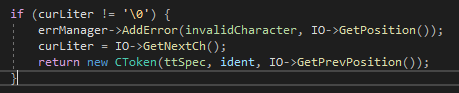 if (curLiter != '\0') {
errManager->AddError(invalidCharacter, IO->GetPosition());
curLiter = IO->GetNextCh();
return new CToken(ttSpec, ident, IO->GetPrevPosition());
}